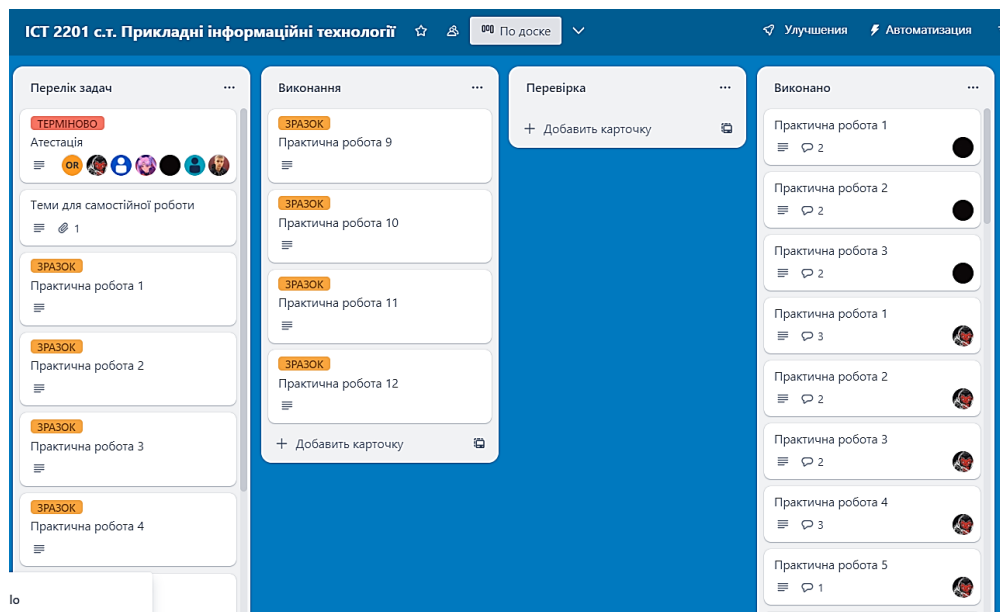 ІСТ 2201 с.т. Прикладні інформаційні технології
По доске
Улучшения
Автоматизация
Перелік задач
ТЕРМІНОВО
Атестація
OR
Теми для самостійної роботи
1
ЗРАЗОК
Практична робота 1
ЗРАЗОК
Практична робота 2
ЗРАЗОК
Практична робота 3
ЗРАЗОК
Практична робота 4
lo
Виконання
ЗРАЗОК
Практична робота 9
ЗРАЗОК
Практична робота 10
ЗРАЗОК
Практична робота 11
ЗРАЗОК
Практична робота 12
+ Добавить карточку
Перевірка
+ Добавить карточку
Виконано
Практична робота 1
2
Практична робота 2
2
Практична робота 3
2
Практична робота 1
3
Практична робота 2
2
Практична робота 3
2
Практична робота 4
3
Практична робота 5
1